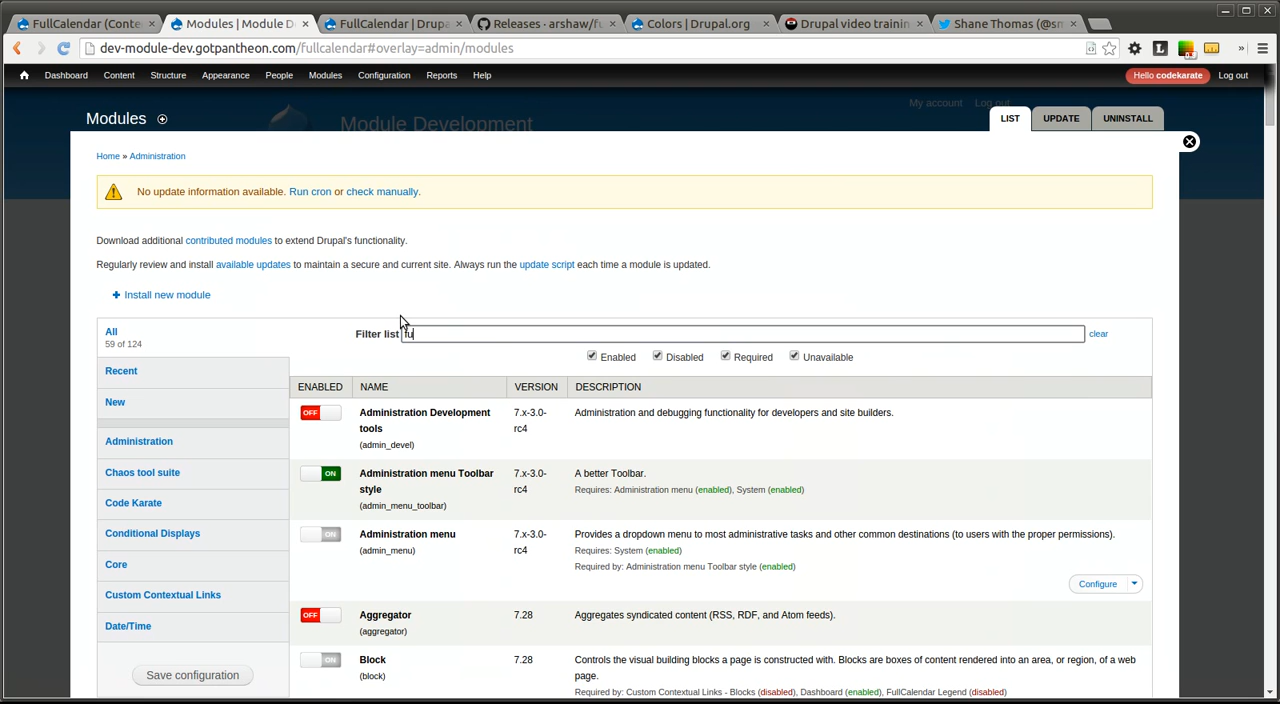 FullCalendar (Conte
Modules | Module D
FullCalendar | Drupa
Releases · arshaw/fu
Colors | Drupal.org
Drupal video trainin
Shane Thomas (@sm
dev-module-dev.gotpantheon.com/fullcalendar#overlay=admin/modules
Dashboard Content Structure Appearance People Modules Configuration Reports Help
Hello codekarate Log out
My account Log out
Module Development
Modules
LIST UPDATE UNINSTALL
Home » Administration
No update information available. Run cron or check manually.
Download additional contributed modules to extend Drupal's functionality.
Regularly review and install available updates to maintain a secure and current site. Always run the update script each time a module is updated.
Install new module
All
59 of 124
Recent
New
Administration
Chaos tool suite
Code Karate
Conditional Displays
Core
Custom Contextual Links
Date/Time
Save configuration
Filter list fu clear
Enabled Disabled Required Unavailable
ENABLED NAME VERSION DESCRIPTION
OFF Administration Development 7.x-3.0- Administration and debugging functionality for developers and site builders.
tools rc4
(admin_devel)
ON Administration menu Toolbar 7.x-3.0- A better Toolbar.
style rc4 Requires: Administration menu (enabled), System (enabled)
(admin_menu_toolbar)
ON Administration menu 7.x-3.0- Provides a dropdown menu to most administrative tasks and other common destinations (to users with the proper permissions).
(admin_menu) rc4 Requires: System (enabled)
Required by: Administration menu Toolbar style (enabled)
Configure
OFF Aggregator 7.28 Aggregates syndicated content (RSS, RDF, and Atom feeds).
(aggregator)
ON Block 7.28 Controls the visual building blocks a page is constructed with. Blocks are boxes of content rendered into an area, or region, of a web
(block) page.
Required by: Custom Contextual Links - Blocks (disabled), Dashboard (enabled), FullCalendar Legend (disabled)